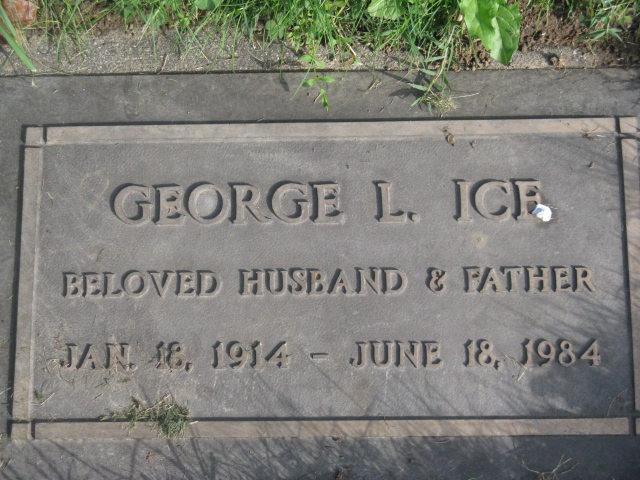 GEORGE L. ICE
BELOVED HUSBAND & FATHER
JAN. 18, 1914 - JUNE 18, 1984